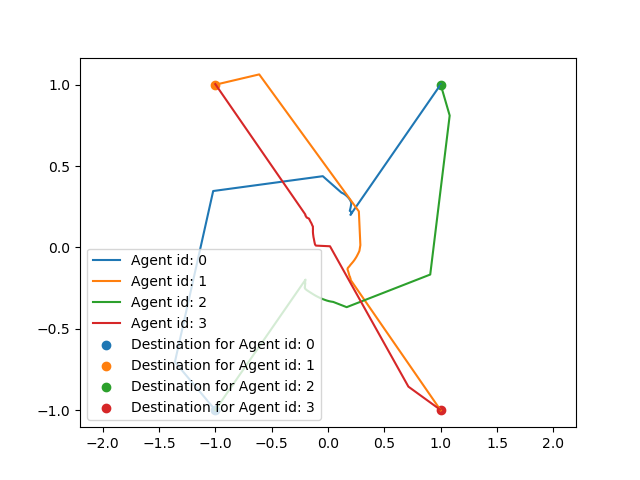 1.0
0.5
0.0
−0.5
−1.0
Agent id: 0
Agent id: 1
Agent id: 2
Agent id: 3
Destination for Agent id: 0
Destination for Agent id: 1
Destination for Agent id: 2
Destination for Agent id: 3
−2.0 −1.5 −1.0 −0.5 0.0 0.5 1.0 1.5 2.0